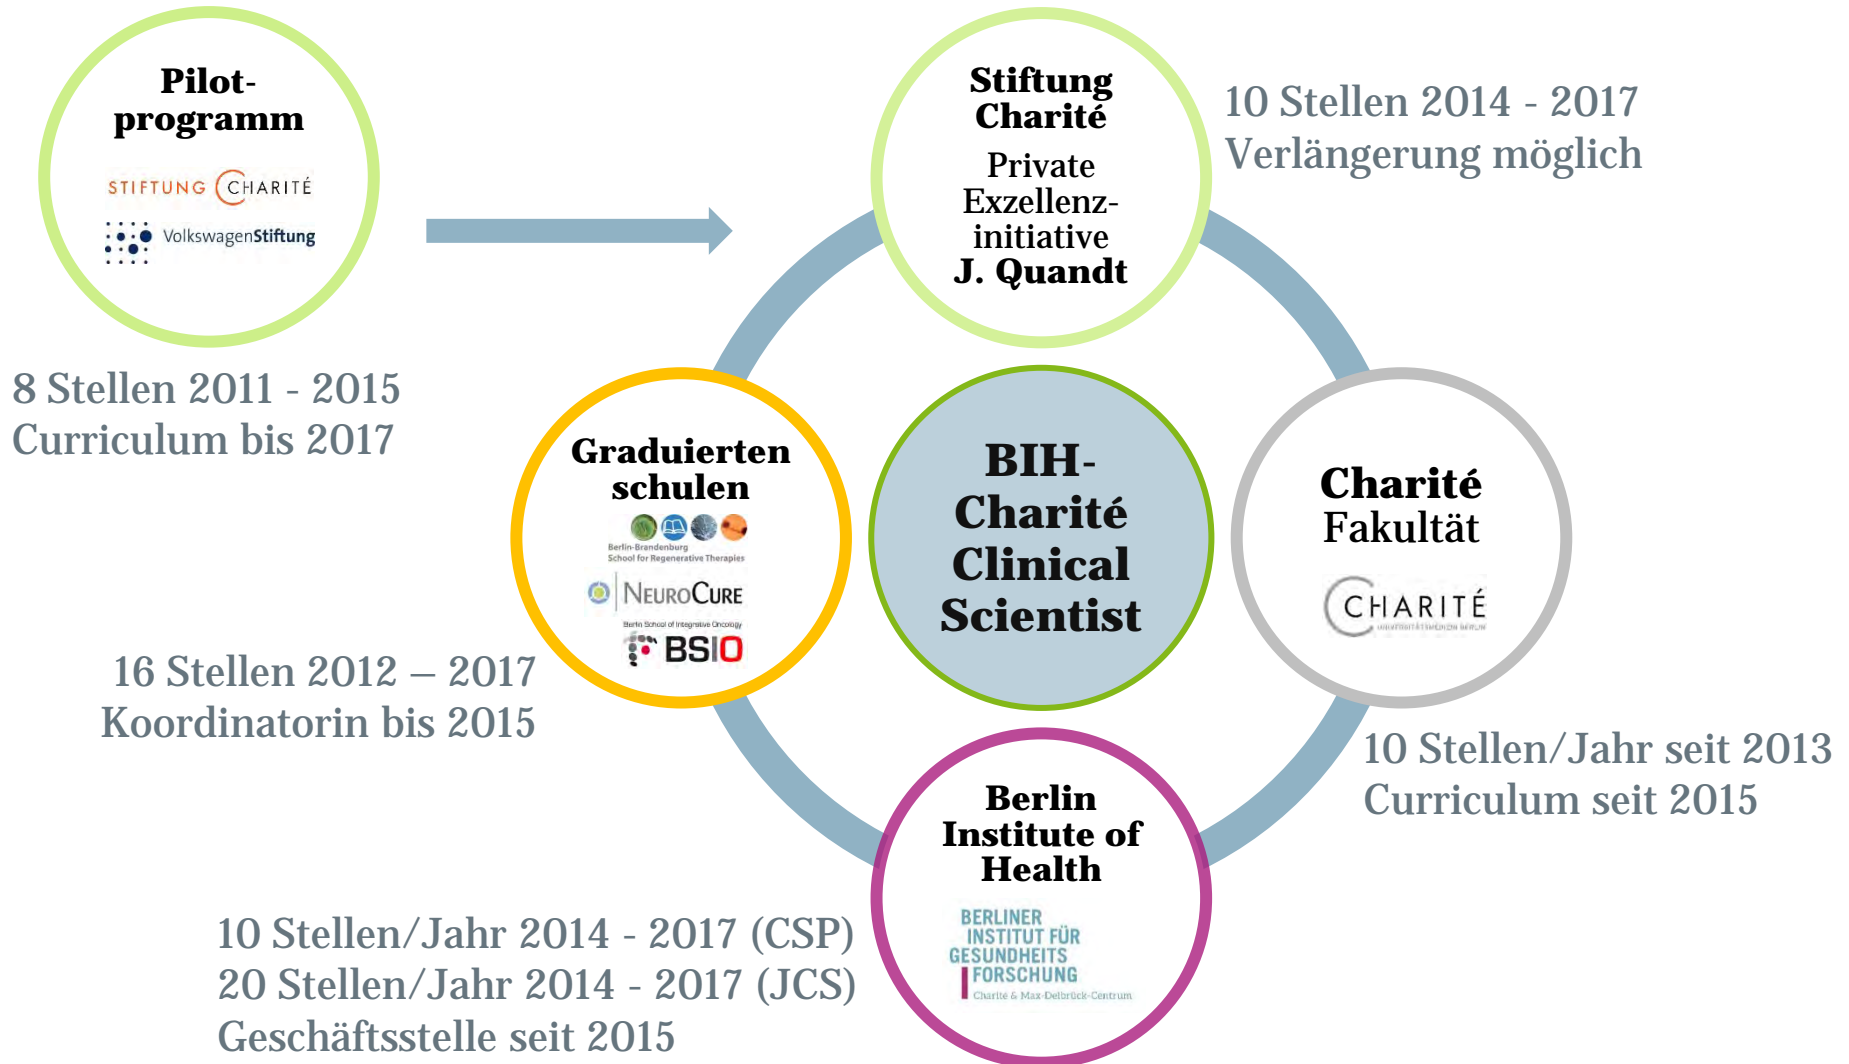 Pilot-
programm
STIFTUNG CHARITÉ
VolkswagenStiftung
8 Stellen 2011 - 2015
Curriculum bis 2017
Stiftung
Charité
Private
Exzellenz-
initiative
J. Quandt
10 Stellen 2014 - 2017
Verlängerung möglich
Graduierten
schulen
Berlin-Brandenburg
School for Regenerative Therapies
NEUROCURE
Berlin School of Integrative Oncology
BSIO
16 Stellen 2012 – 2017
Koordinatorin bis 2015
BIH-
Charité
Clinical
Scientist
Charité
Fakultät
CHARITÉ
UNIVERSITÄTSMEDIZIN BERLIN
10 Stellen/Jahr seit 2013
Curriculum seit 2015
Berlin
Institute of
Health
BERLINER
INSTITUT FÜR
GESUNDHEITS
FORSCHUNG
Charité & Max-Delbrück-Centrum
10 Stellen/Jahr 2014 - 2017 (CSP)
20 Stellen/Jahr 2014 - 2017 (JCS)
Geschäftsstelle seit 2015